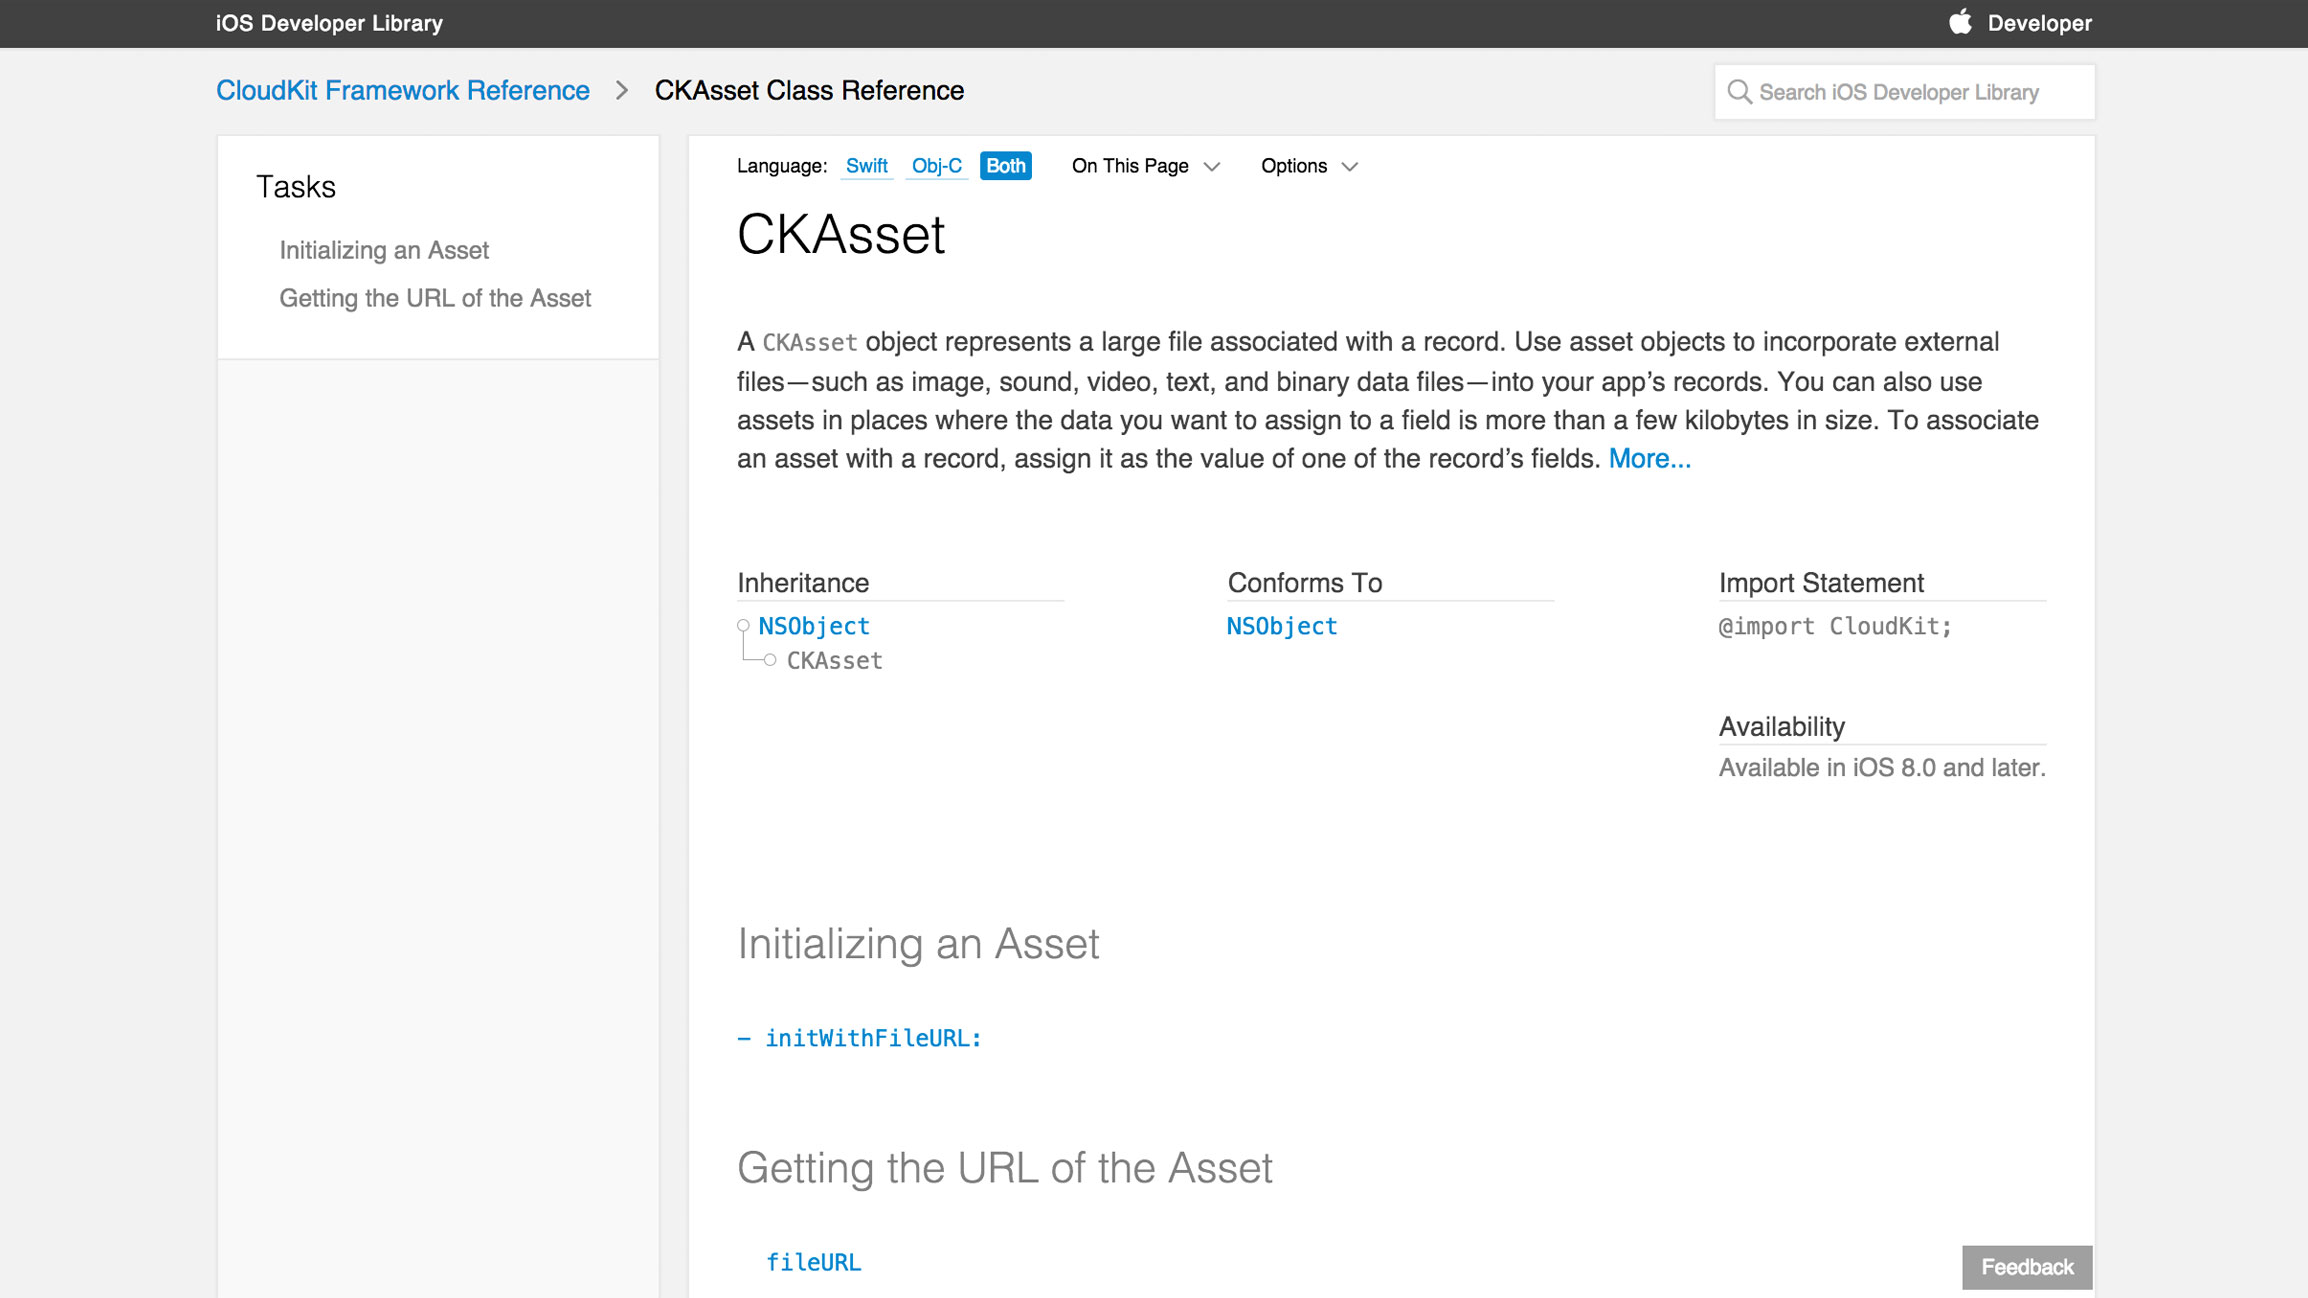 iOS Developer Library
Developer
CloudKit Framework Reference > CKAsset Class Reference
Search iOS Developer Library
Tasks
Initializing an Asset
Getting the URL of the Asset
Language: Swift Obj-C Both On This Page Options
CKAsset
A CKAsset object represents a large file associated with a record. Use asset objects to incorporate external
files—such as image, sound, video, text, and binary data files—into your app’s records. You can also use
assets in places where the data you want to assign to a field is more than a few kilobytes in size. To associate
an asset with a record, assign it as the value of one of the record’s fields. More...
Inheritance
NSObject
CKAsset
Conforms To
NSObject
Import Statement
@import CloudKit;
Availability
Available in iOS 8.0 and later.
Initializing an Asset
– initWithFileURL:
Getting the URL of the Asset
fileURL
Feedback